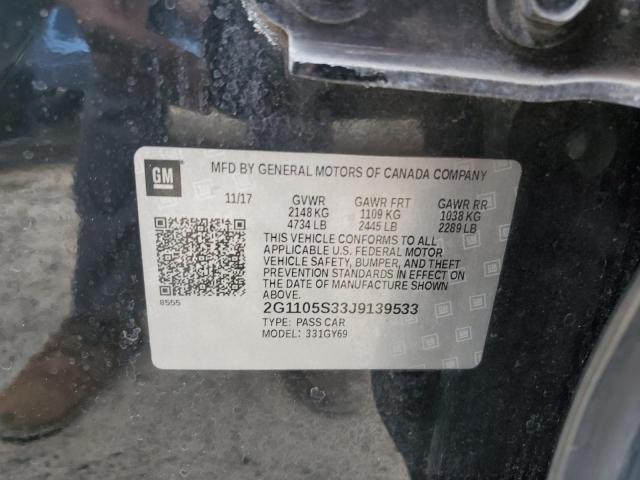 GM
MFD BY GENERAL MOTORS OF CANADA COMPANY
11/17 GVWR GAWR FRT GAWR RR
2148 KG 1109 KG 1038 KG
4734 LB 2445 LB 2289 LB
THIS VEHICLE CONFORMS TO ALL
APPLICABLE U.S. FEDERAL MOTOR
VEHICLE SAFETY, BUMPER, AND THEFT
PREVENTION STANDARDS IN EFFECT ON
THE DATE OF MANUFACTURE SHOWN
ABOVE.
8555
2G1105S33J9139533
TYPE: PASS CAR
MODEL: 331GY69